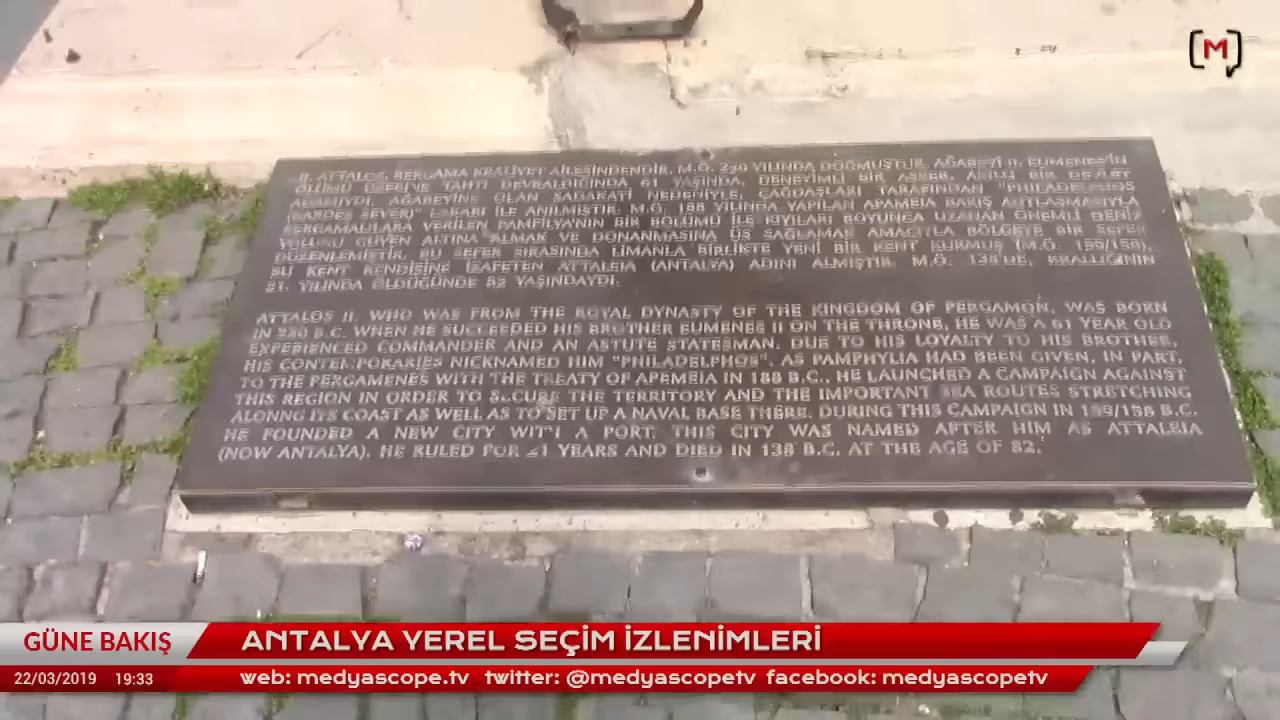 M
II. ATTALOS, BERGAMA KRALİYET AİLESİNDENDİR. M.Ö. 220 YILINDA DOĞMUŞTUR. AĞABEYİ II. EUMENES'İN
ÖLÜMÜ ÜZERİNE TAHTI DEVRALDIĞINDA 61 YAŞINDA, DENEYİMLİ BİR ASKER, AKILLI BİR DEVLET
ADAMIYDI. AĞABEYİNE OLAN SADAKATİ NEDENİYLE, ÇAĞDAŞLARI TARAFINDAN "PHILADELPHOS
(KARDEŞ SEVER)" LAKABI İLE ANILMIŞTIR. M.Ö. 188 YILINDA YAPILAN APAMEIA BARIŞ ANTLAŞMASIYLA
BERGAMALILARA VERİLEN PAMFİLYA'NIN BİR BÖLÜMÜ İLE KIYILARI BOYUNCA UZANAN ÖNEMLİ DENİZ
YOLUNU GÜVEN ALTINA ALMAK VE DONANMASINA ÜS SAĞLAMAK AMACIYLA BÖLGEYE BİR SEFER
DÜZENLEMİŞTİR. BU SEFER SIRASINDA LİMANLA BİRLİKTE YENİ BİR KENT KURMUŞ (M.Ö. 159/158),
BU KENT KENDİSİNE İZAFETEN ATTALEIA (ANTALYA) ADINI ALMIŞTIR. M.Ö. 138'DE, KRALLIĞININ
21. YILINDA ÖLDÜĞÜNDE 82 YAŞINDAYDI.
ATTALOS II. WHO WAS FROM THE ROYAL DYNASTY OF THE KINGDOM OF PERGAMON, WAS BORN
IN 220 B.C. WHEN HE SUCCEEDED HIS BROTHER EUMENES II ON THE THRONE, HE WAS A 61 YEAR OLD
EXPERIENCED COMMANDER AND AN ASTUTE STATESMAN. DUE TO HIS LOYALTY TO HIS BROTHER,
HIS CONTEMPORARIES NICKNAMED HIM "PHILADELPHOS". AS PAMPHYLIA HAD BEEN GIVEN, IN PART,
TO THE PERGAMENES WITH THE TREATY OF APEMEIA IN 188 B.C., HE LAUNCHED A CAMPAIGN AGAINST
THIS REGION IN ORDER TO SECURE THE TERRITORY AND THE IMPORTANT SEA ROUTES STRETCHING
ALONNG ITS COAST AS WELL AS TO SET UP A NAVAL BASE THERE. DURING THIS CAMPAIGN IN 159/158 B.C.
HE FOUNDED A NEW CITY WITH A PORT. THIS CITY WAS NAMED AFTER HIM AS ATTALEIA
(NOW ANTALYA). HE RULED FOR 21 YEARS AND DIED IN 138 B.C. AT THE AGE OF 82.
GÜNE BAKIŞ
ANTALYA YEREL SEÇİM İZLENİMLERİ
22/03/2019 19:33
web: medyascope.tv twitter: @medyascopetv facebook: medyascopetv